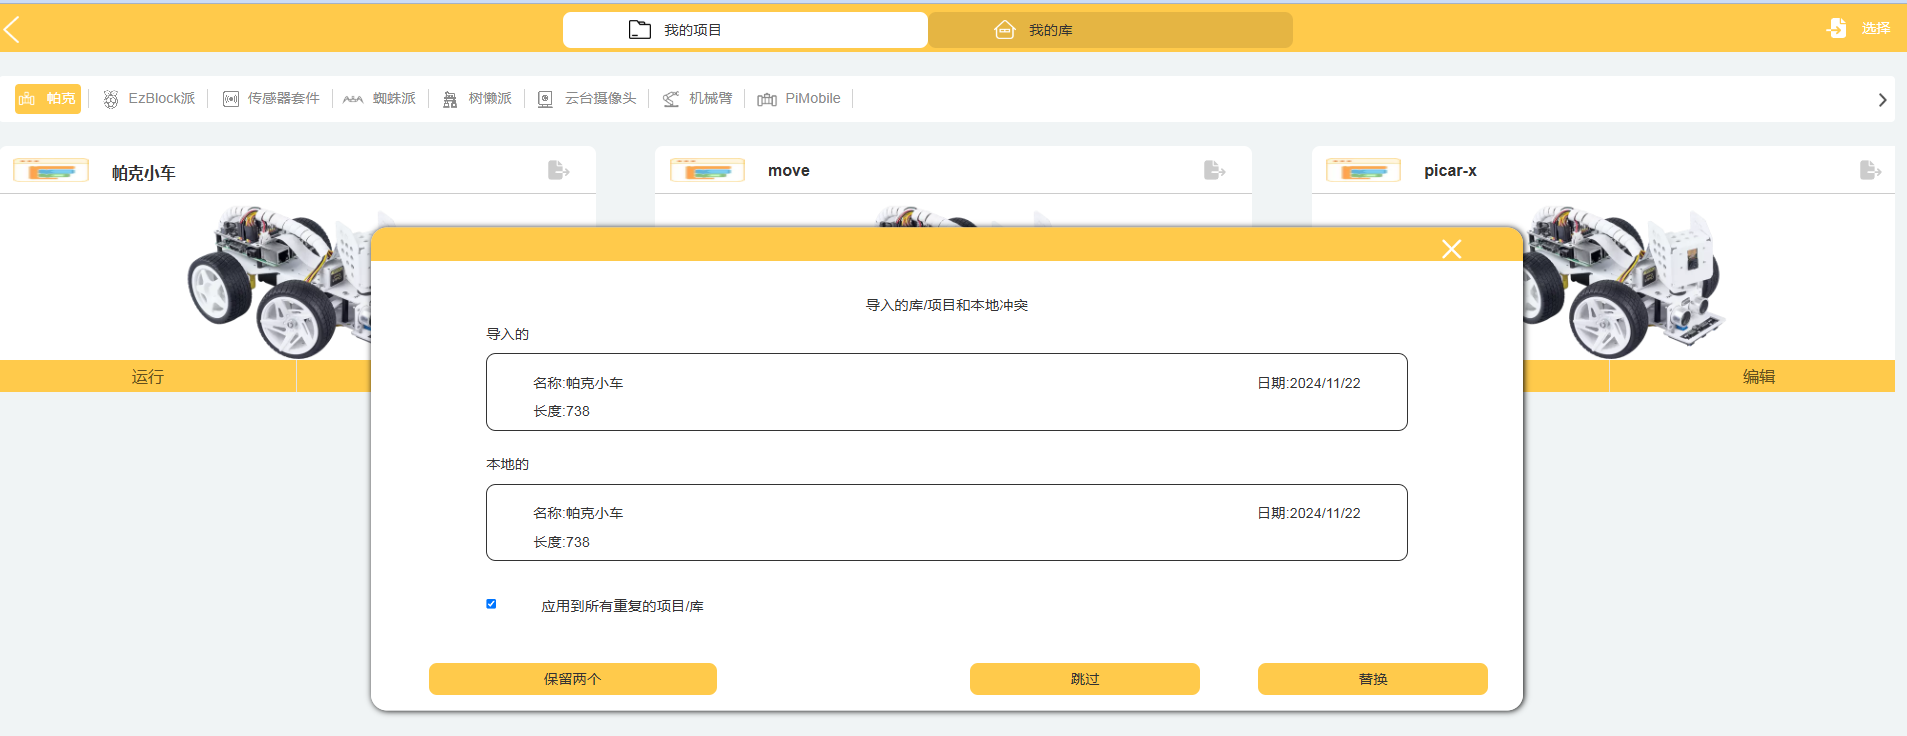 我的项目
我的库
选择
帕克
EzBlock派
传感器套件
蜘蛛派
树懒派
云台摄像头
机械臂
PiMobile
帕克小车
move
picar-x
运行
编辑
导入的库/项目和本地冲突
导入的
名称:帕克小车
日期:2024/11/22
长度:738
本地的
名称:帕克小车
日期:2024/11/22
长度:738
应用到所有重复的项目/库
保留两个
跳过
替换